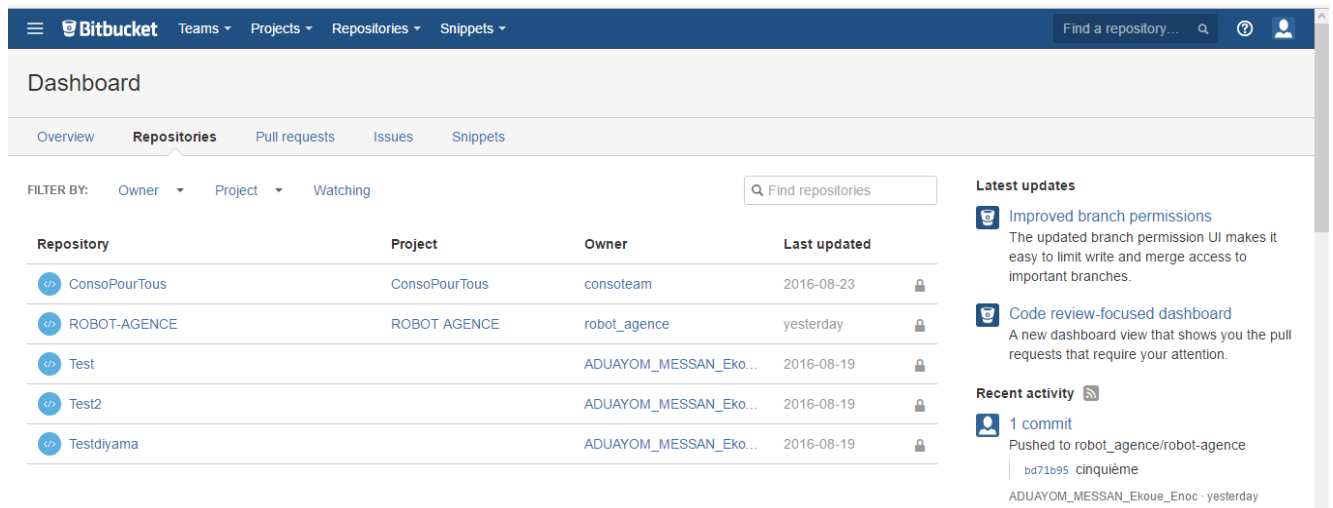 Bitbucket Teams Projects Repositories Snippets Find a repository...
Dashboard
Overview Repositories Pull requests Issues Snippets
FILTER BY: Owner Project Watching Find repositories
Repository Project Owner Last updated
ConsoPourTous ConsoPourTous consoteam 2016-08-23
ROBOT-AGENCE ROBOT AGENCE robot_agence yesterday
Test ADUAYOM_MESSAN_Eko... 2016-08-19
Test2 ADUAYOM_MESSAN_Eko... 2016-08-19
Testdiyama ADUAYOM_MESSAN_Eko... 2016-08-19
Latest updates
Improved branch permissions
The updated branch permission UI makes it
easy to limit write and merge access to
important branches.
Code review-focused dashboard
A new dashboard view that shows you the pull
requests that require your attention.
Recent activity
1 commit
Pushed to robot_agence/robot-agence
bd71b95 cinquième
ADUAYOM_MESSAN_Ekoue_Enoc · yesterday